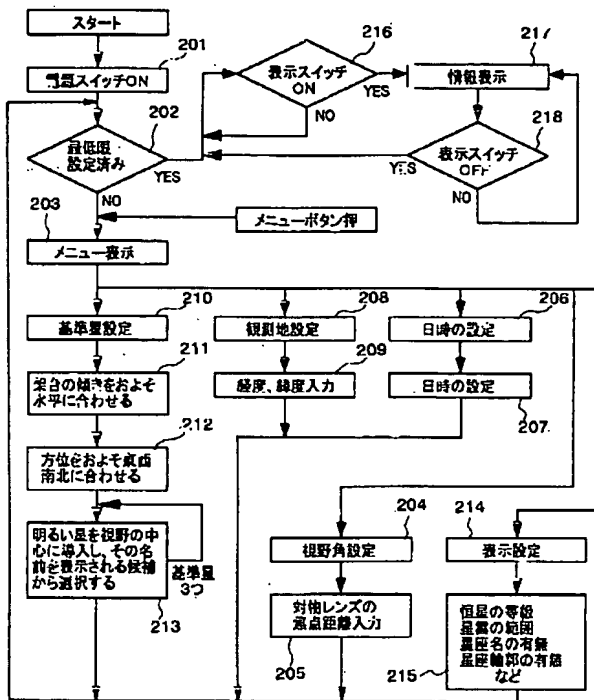 スタート
201
電源スイッチON
202
最低限
設定済み
YES
NO
216
表示スイッチ
ON
YES
NO
217
情報表示
218
表示スイッチ
OFF
YES
NO
203
メニューボタン押
メニュー表示
210
基準星設定
208
観測地設定
206
日時の設定
211
架台の傾きをおよそ
水平に合わせる
209
経度、緯度入力
日時の設定
207
212
方位をおよそ東西
南北に合わせる
明るい星を視野の中
心に導入し、その名
前を表示される候補
から選択する
基準星
3つ
213
204
視野角設定
214
表示設定
対物レンズの
焦点距離入力
205
恒星の等級
星雲の範囲
星座名の有無
星座輪郭の有無
など
215